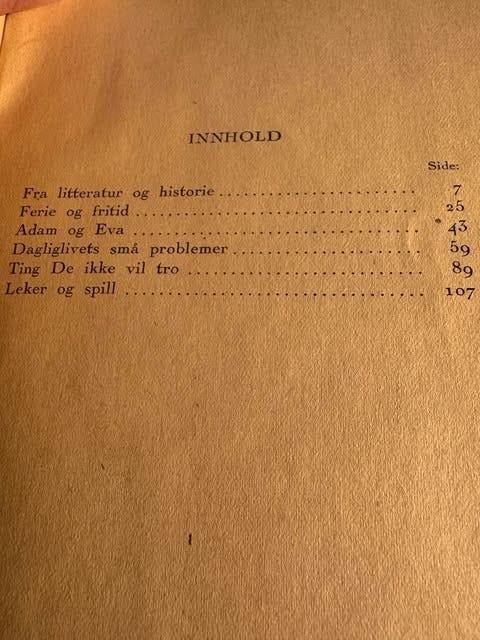 INNHOLD
Side:
Fra litteratur og historie ........................ 7
Ferie og fritid .................................. 25
Adam og Eva .................................. 43
Dagliglivets små problemer ...................... 59
Ting De ikke vil tro ............................ 89
Leker og spill .................................. 107